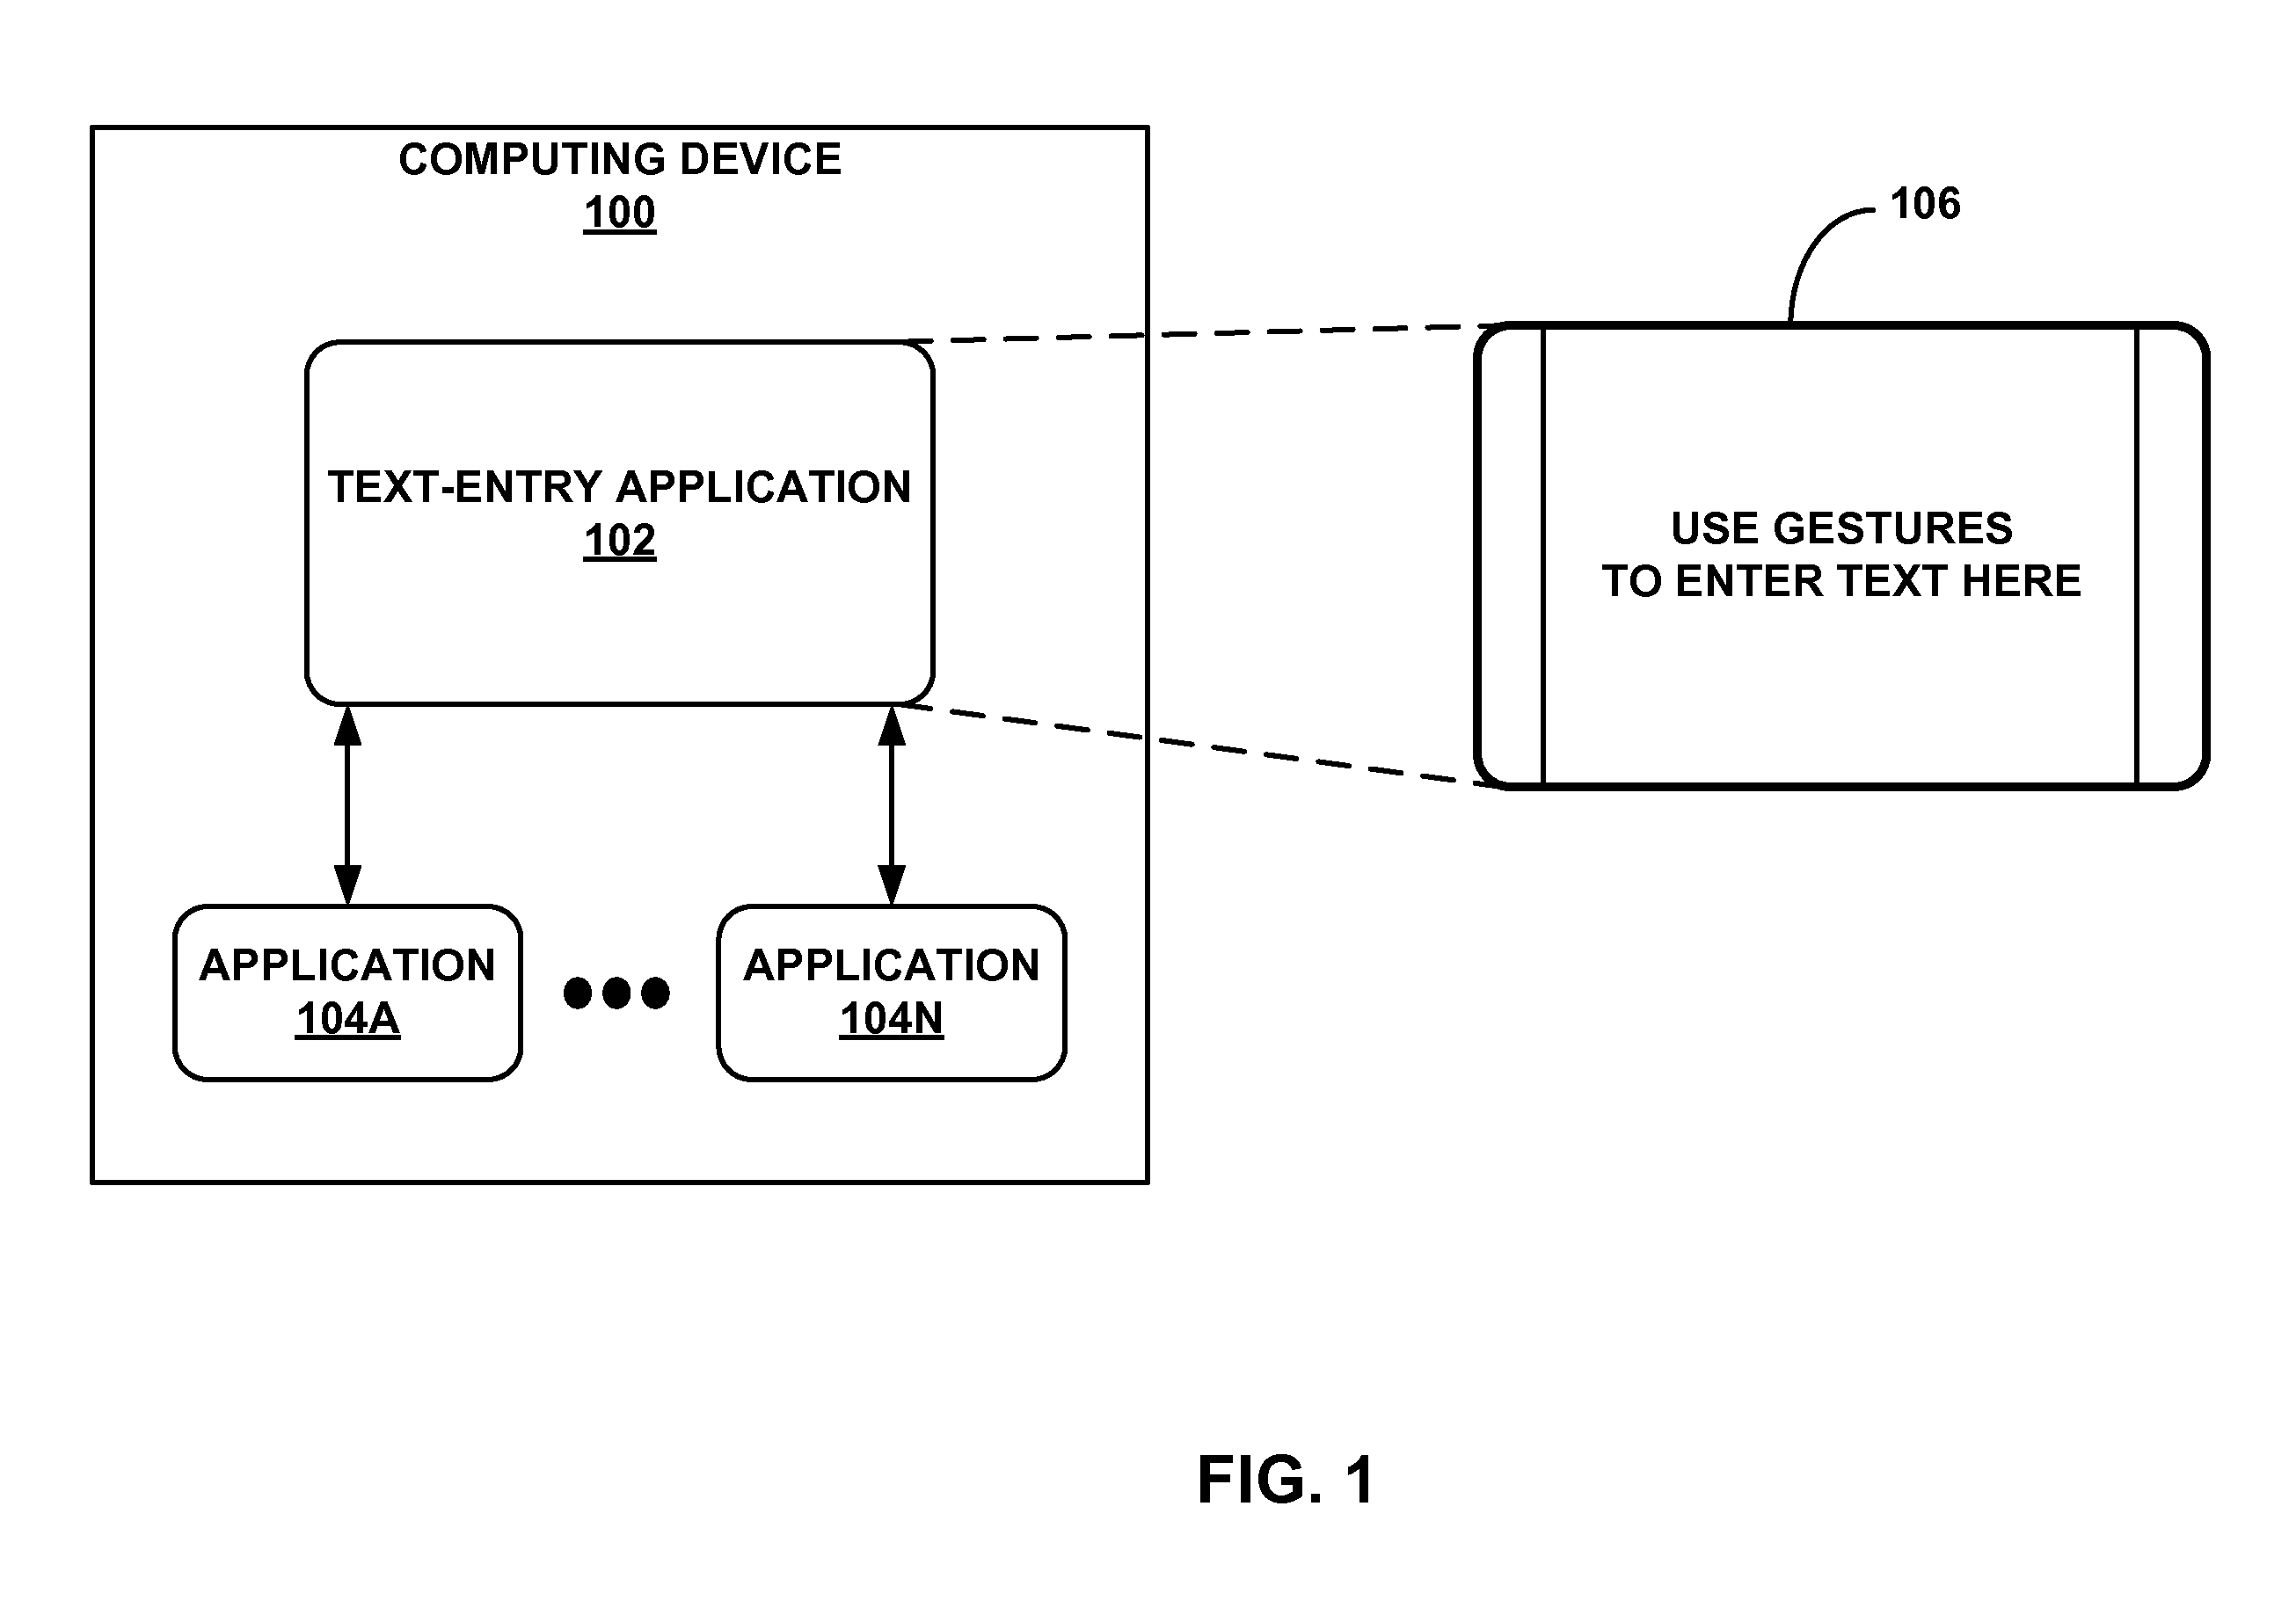 COMPUTING DEVICE
100
106
TEXT-ENTRY APPLICATION
102
USE GESTURES
TO ENTER TEXT HERE
APPLICATION
104A
APPLICATION
104N
FIG. 1